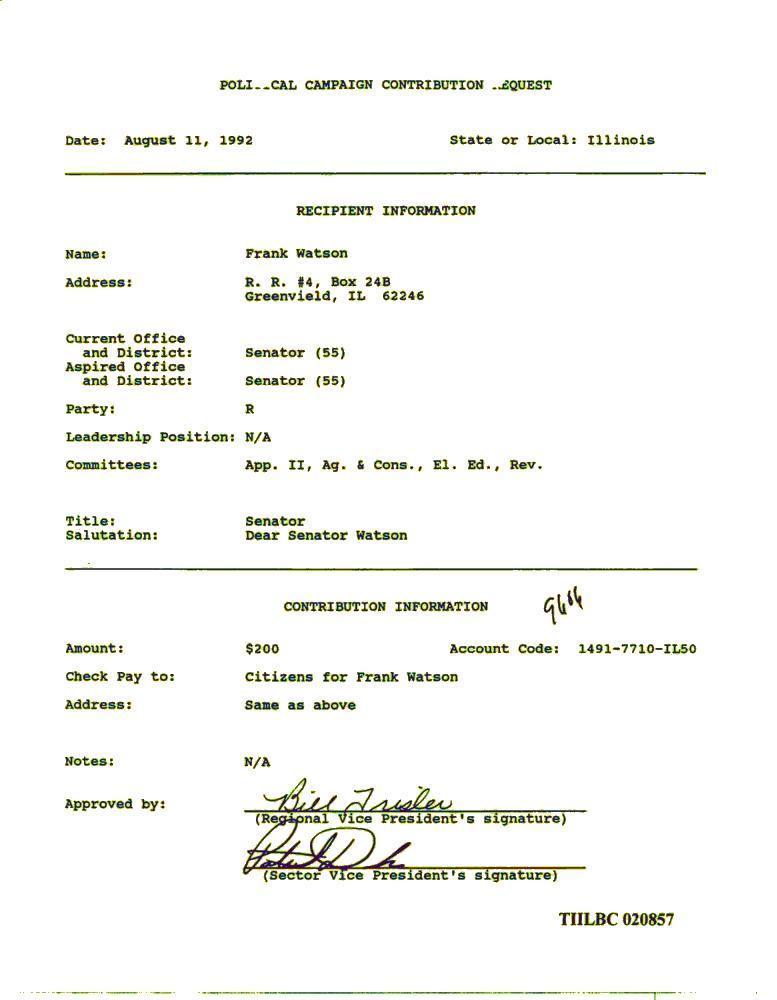 POLI__CAL CAMPAIGN CONTRIBUTION ..EQUEST
Date: August 11, 1992 State or Local: Illinois
RECIPIENT INFORMATION
Name: Frank Watson
Address: R. R. #4, Box 24B
Greenvield, IL 62246
Current Office
and District: Senator (55)
Aspired Office
and District: Senator (55)
Party: R
Leadership Position: N/A
Committees: App. II, Ag. & Cons., El. Ed., Rev.
Title: Senator
Salutation: Dear Senator Watson
CONTRIBUTION INFORMATION
Amount: $200 Account Code: 1491-7710-IL50
Check Pay to: Citizens for Frank Watson
Address: Same as above
Notes: N/A
Approved by: Bill Trisler
(Regional Vice President's signature)
(Sector Vice President's signature)
TIILBC 020857